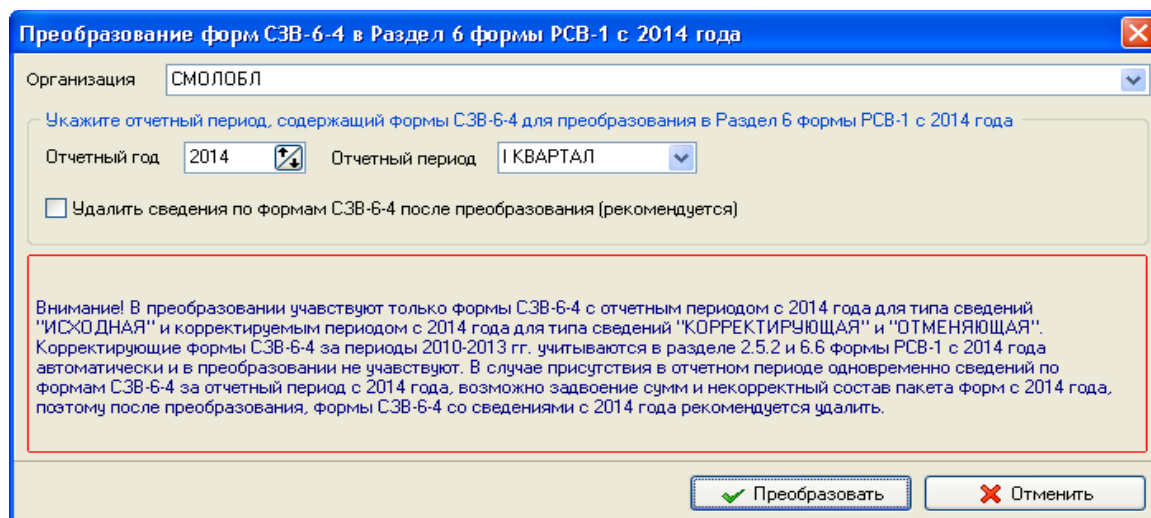 Преобразование форм СЗВ-6-4 в Раздел 6 формы РСВ-1 с 2014 года
Организация СМОЛОБЛ
Укажите отчетный период, содержащий формы СЗВ-6-4 для преобразования в Раздел 6 формы РСВ-1 с 2014 года
Отчетный год 2014 Отчетный период I КВАРТАЛ
Удалить сведения по формам СЗВ-6-4 после преобразования (рекомендуется)
Внимание! В преобразовании учавствуют только формы СЗВ-6-4 с отчетным периодом с 2014 года для типа сведений
"ИСХОДНАЯ" и корректируемым периодом с 2014 года для типа сведений "КОРРЕКТИРУЮЩАЯ" и "ОТМЕНЯЮЩАЯ".
Корректирующие формы СЗВ-6-4 за периоды 2010-2013 гг. учитываются в разделе 2.5.2 и 6.6 формы РСВ-1 с 2014 года
автоматически и в преобразовании не учавствуют. В случае присутствия в отчетном периоде одновременно сведений по
формам СЗВ-6-4 за отчетный период с 2014 года, возможно задвоение сумм и некорректный состав пакета форм с 2014 года,
поэтому после преобразования, формы СЗВ-6-4 со сведениями с 2014 года рекомендуется удалить.
Преобразовать Отменить